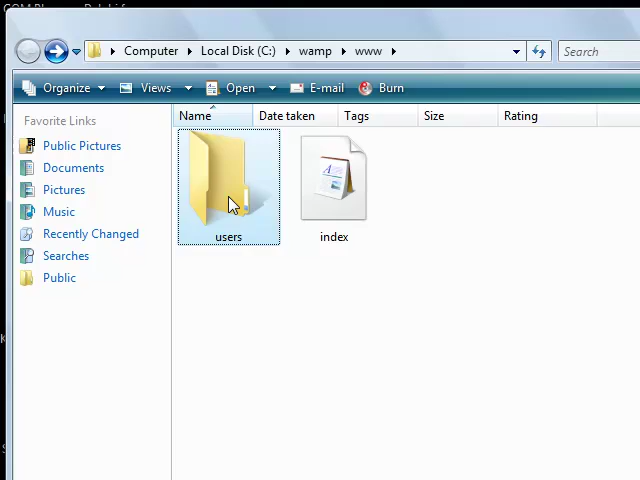 Computer Local Disk (C:) wamp www
Search
Organize Views Open E-mail Burn
Favorite Links
Name Date taken Tags Size Rating
Public Pictures
Documents
Pictures
Music
Recently Changed
Searches
Public
users
index